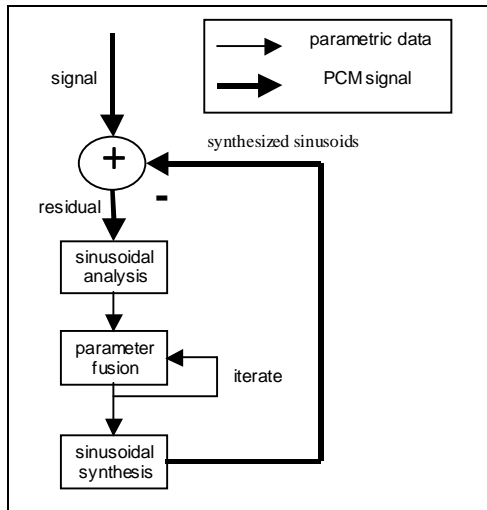 parametric data
PCM signal
signal
synthesized sinusoids
+
-
residual
sinusoidal
analysis
parameter
fusion
iterate
sinusoidal
synthesis